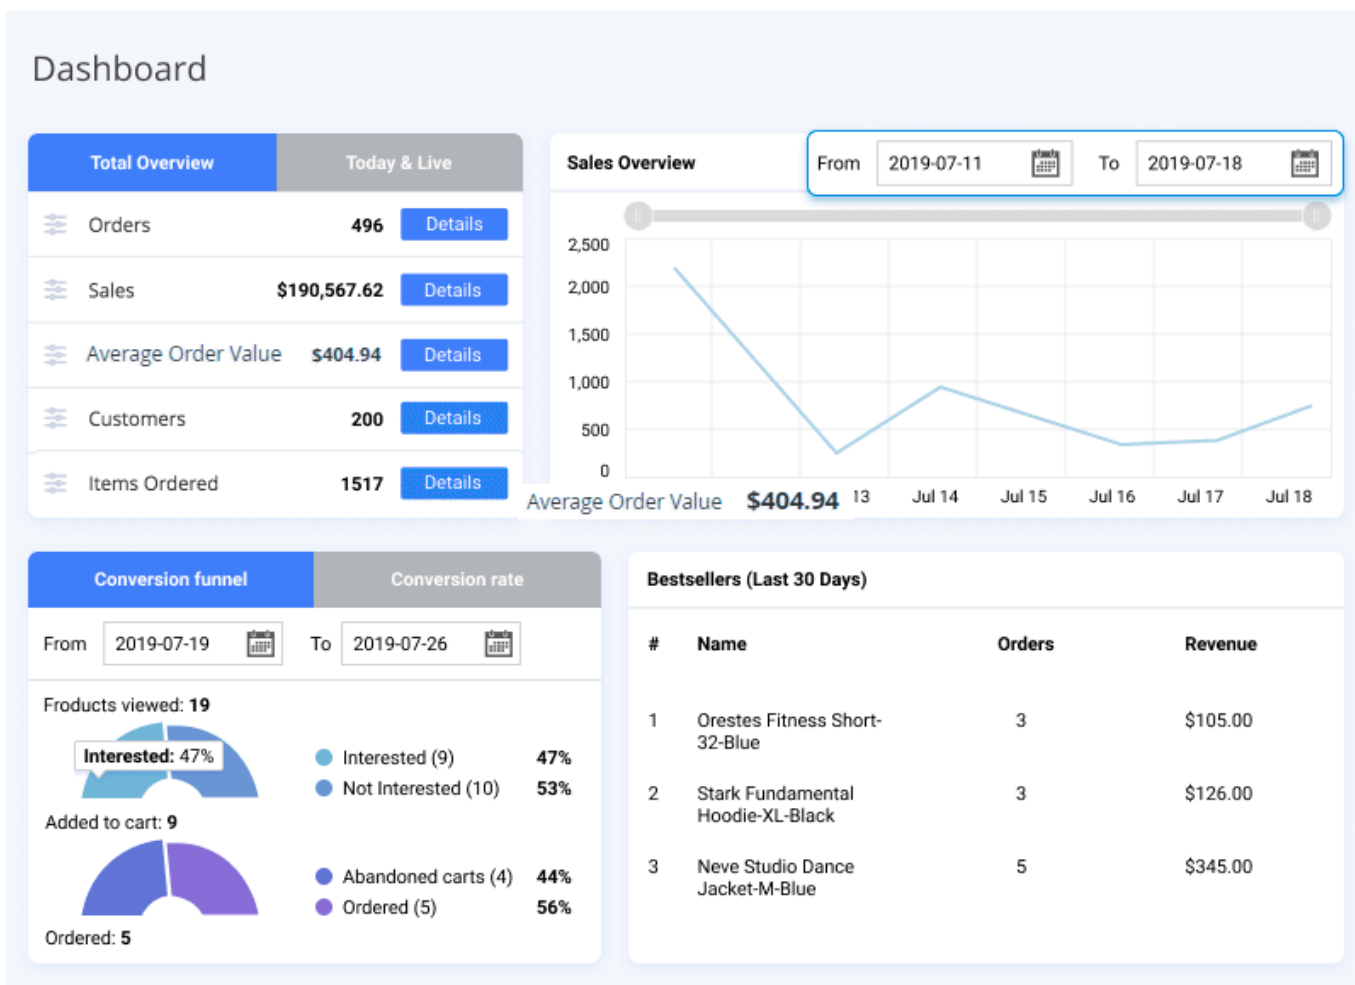 Dashboard
Total Overview
Today & Live
Orders 496 Details
Sales $190,567.62 Details
Average Order Value $404.94 Details
Customers 200 Details
Items Ordered 1517 Details
Sales Overview
From 2019-07-11 To 2019-07-18
2,500
2,000
1,500
1,000
500
0
Average Order Value $404.94
13 Jul 14 Jul 15 Jul 16 Jul 17 Jul 18
Conversion funnel
Conversion rate
From 2019-07-19 To 2019-07-26
Froducts viewed: 19
Interested: 47%
Interested (9) 47%
Not Interested (10) 53%
Added to cart: 9
Abandoned carts (4) 44%
Ordered (5) 56%
Ordered: 5
Bestsellers (Last 30 Days)
# Name Orders Revenue
1 Orestes Fitness Short- 3 $105.00
32-Blue
2 Stark Fundamental 3 $126.00
Hoodie-XL-Black
3 Neve Studio Dance 5 $345.00
Jacket-M-Blue